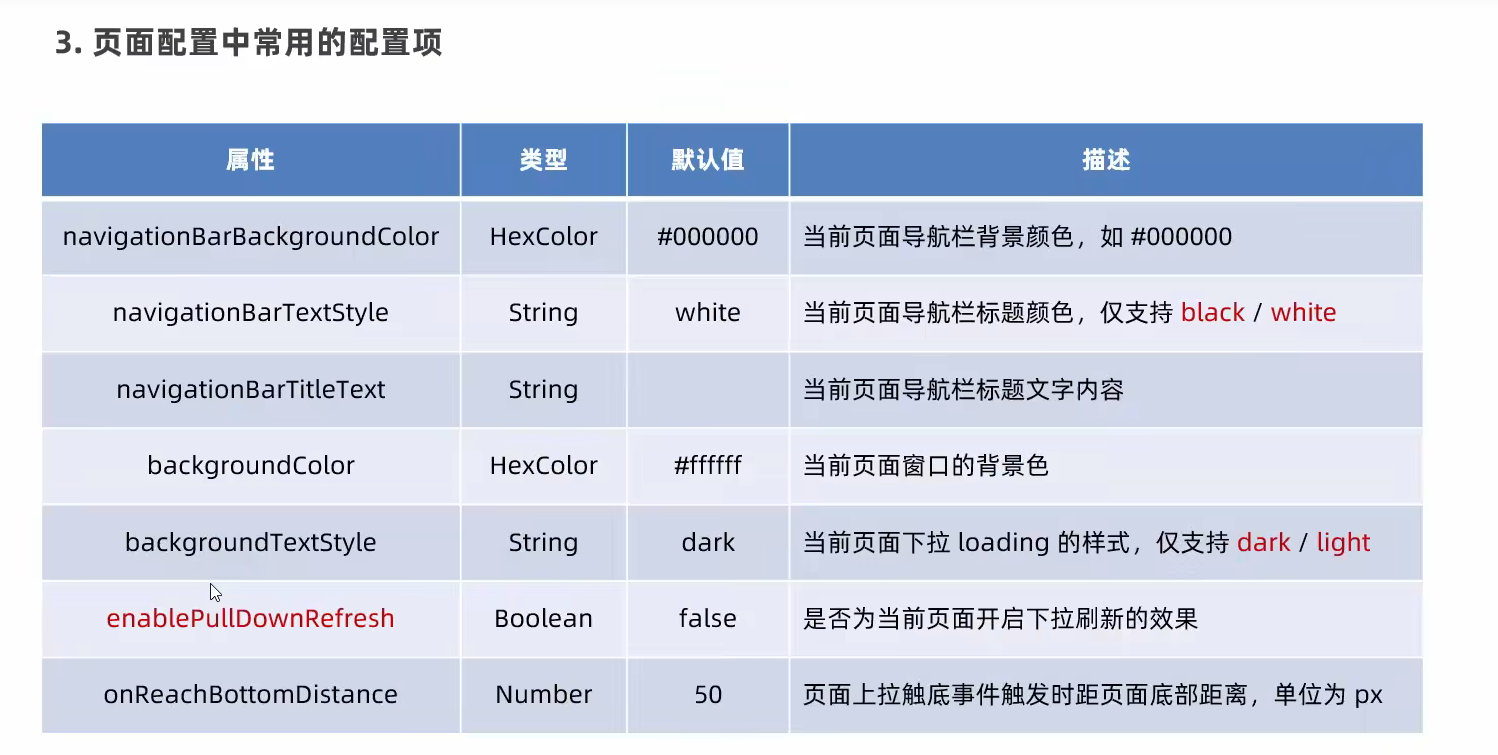 3. 页面配置中常用的配置项
属性 类型 默认值 描述
navigationBarBackgroundColor HexColor #000000 当前页面导航栏背景颜色，如 #000000
navigationBarTextStyle String white 当前页面导航栏标题颜色，仅支持 black / white
navigationBarTitleText String 当前页面导航栏标题文字内容
backgroundColor HexColor #ffffff 当前页面窗口的背景色
backgroundTextStyle String dark 当前页面下拉 loading 的样式，仅支持 dark / light
enablePullDownRefresh Boolean false 是否为当前页面开启下拉刷新的效果
onReachBottomDistance Number 50 页面上拉触底事件触发时距页面底部距离，单位为 px